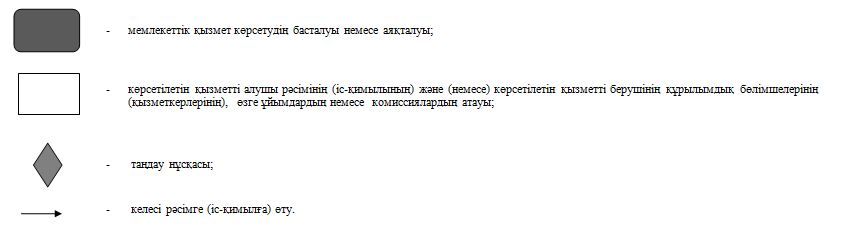 - мемлекеттік қызмет көрсетудің басталуы немесе аяқталуы;
- көрсетілетін қызметті алушы рәсімінің (іс-қимылының) және (немесе) көрсетілетін қызметті берушінің құрылымдық бөлімшелерінің
(қызметкерлерінің), өзге ұйымдардың немесе комиссиялардың атауы;
- таңдау нұсқасы;
- келесі рәсімге (іс-қимылға) өту.